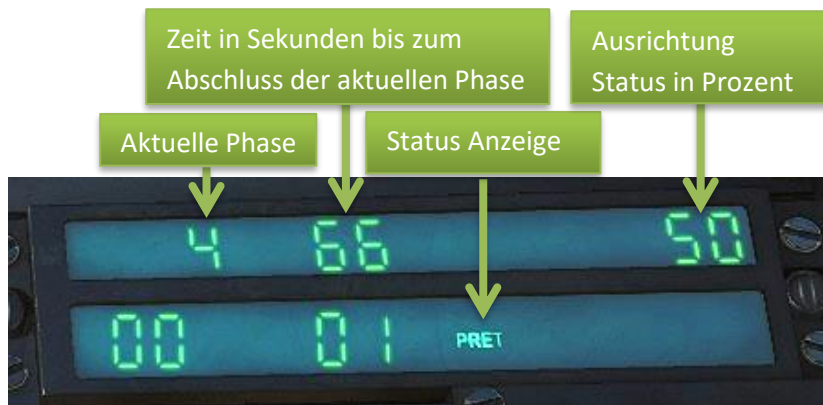 Zeit in Sekunden bis zum
Abschluss der aktuellen Phase
Ausrichtung
Status in Prozent
Aktuelle Phase
Status Anzeige
4 66 50
00 01 PRET